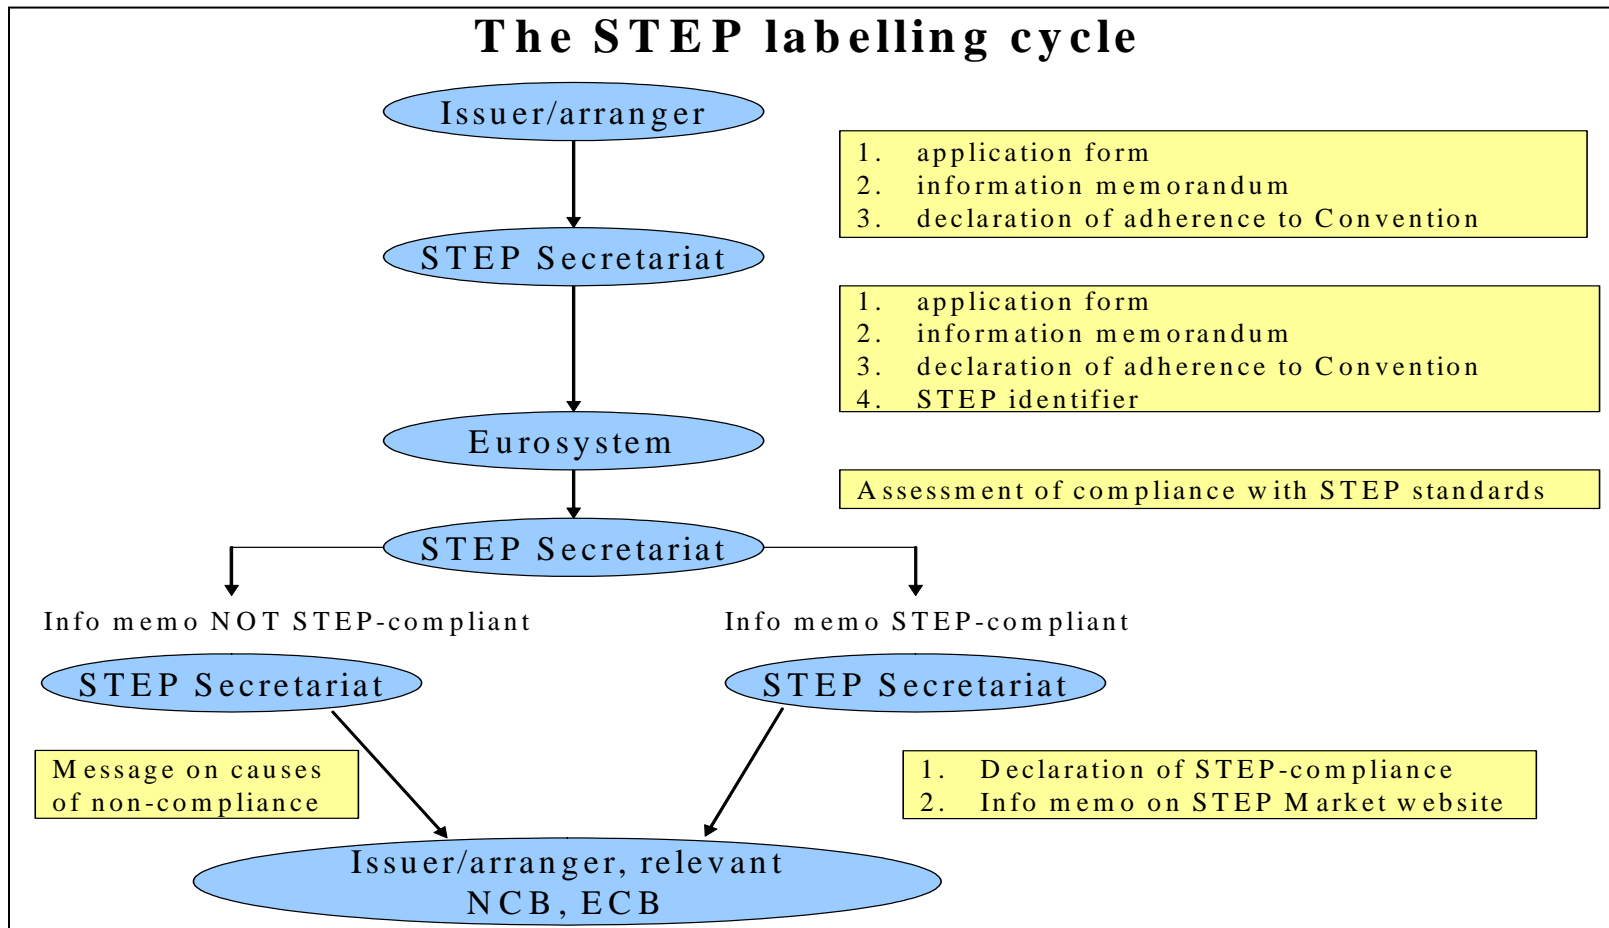 The STEP labelling cycle
Issuer/arranger
1. application form
2. information memorandum
3. declaration of adherence to Convention
STEP Secretariat
1. application form
2. information memorandum
3. declaration of adherence to Convention
4. STEP identifier
Eurosystem
Assessment of compliance with STEP standards
STEP Secretariat
Info memo NOT STEP-compliant
Info memo STEP-compliant
STEP Secretariat
STEP Secretariat
Message on causes
of non-compliance
1. Declaration of STEP-compliance
2. Info memo on STEP Market website
Issuer/arranger, relevant
NCB, ECB